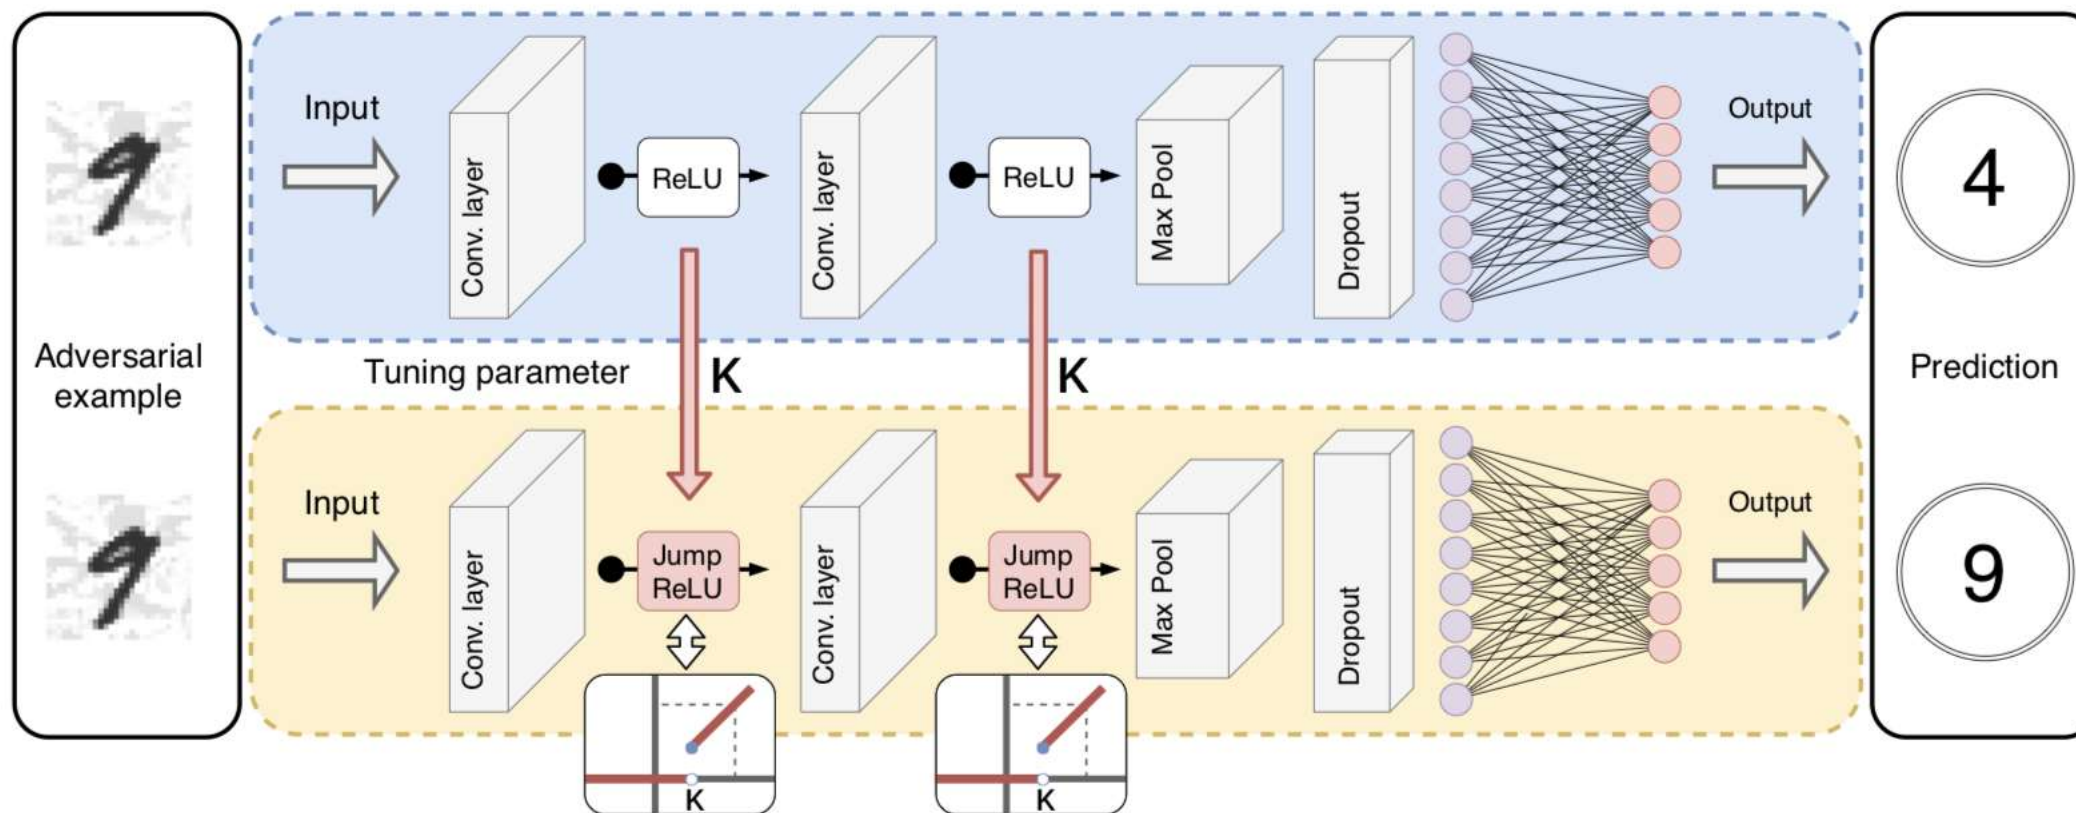 Adversarial
example
Input
Conv. layer
ReLU
Conv. layer
ReLU
Max Pool
Dropout
Output
4
Tuning parameter
K
K
Prediction
Input
Conv. layer
Jump
ReLU
Conv. layer
Jump
ReLU
Max Pool
Dropout
Output
9
K
K